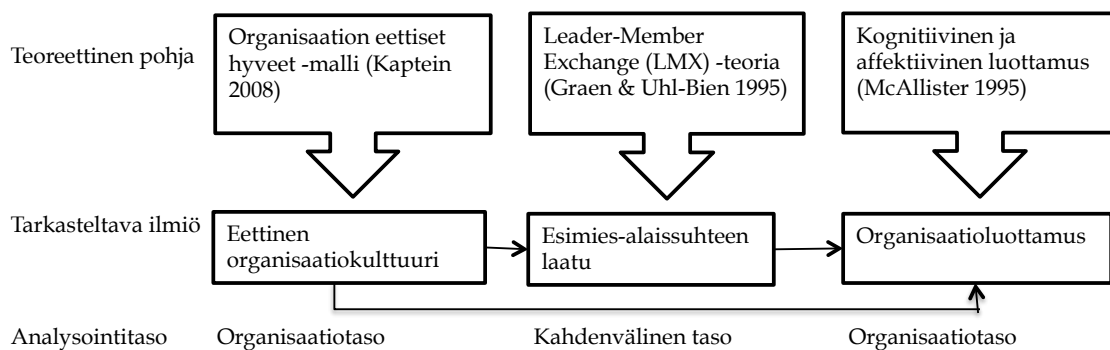 Teoreettinen pohja
Organisaation eettiset
hyveet -malli (Kaptein
2008)
Leader-Member
Exchange (LMX) -teoria
(Graen & Uhl-Bien 1995)
Kognitiivinen ja
affektiivinen luottamus
(McAllister 1995)
Tarkasteltava ilmiö
Eettinen
organisaatiokulttuuri
Esimies-alaissuhteen
laatu
Organisaatioluottamus
Analysointitaso
Organisaatiotaso
Kahdenvälinen taso
Organisaatiotaso